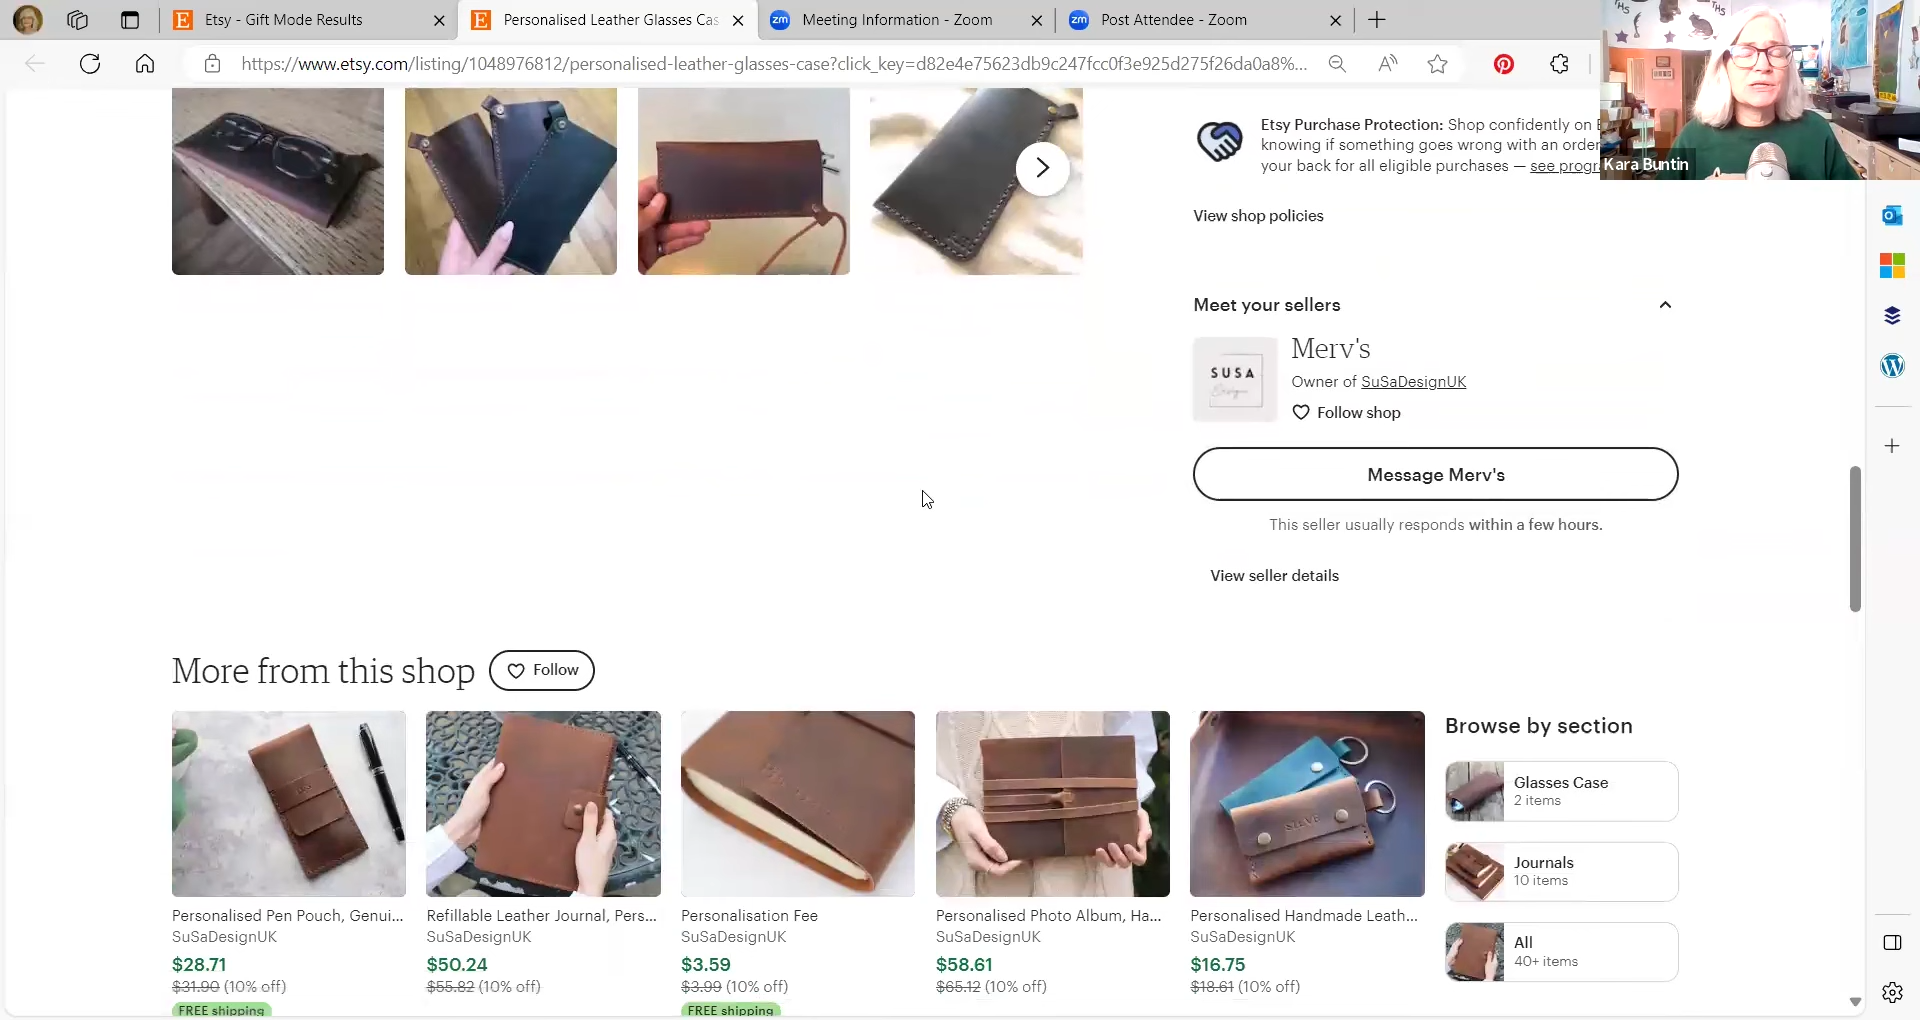 Etsy - Gift Mode Results
Personalised Leather Glasses Cas
zm Meeting Information - Zoom
zm Post Attendee - Zoom
https://www.etsy.com/listing/1048976812/personalised-leather-glasses-case?click_key=d82e4e75623db9c247fcc0f3e925d275f26da0a8%...
Kara Buntin
Etsy Purchase Protection: Shop confidently on E
knowing if something goes wrong with an order
your back for all eligible purchases — see progr
View shop policies
Meet your sellers
SUSA
Design
Merv's
Owner of SuSaDesignUK
Follow shop
Message Merv's
This seller usually responds within a few hours.
View seller details
More from this shop
Follow
Browse by section
Glasses Case
2 items
Journals
10 items
All
40+ items
Personalised Pen Pouch, Genui...
SuSaDesignUK
$28.71
$31.90 (10% off)
FREE shipping
Refillable Leather Journal, Pers...
SuSaDesignUK
$50.24
$55.82 (10% off)
Personalisation Fee
SuSaDesignUK
$3.59
$3.99 (10% off)
FREE shipping
Personalised Photo Album, Ha...
SuSaDesignUK
$58.61
$65.12 (10% off)
Personalised Handmade Leath...
SuSaDesignUK
$16.75
$18.61 (10% off)